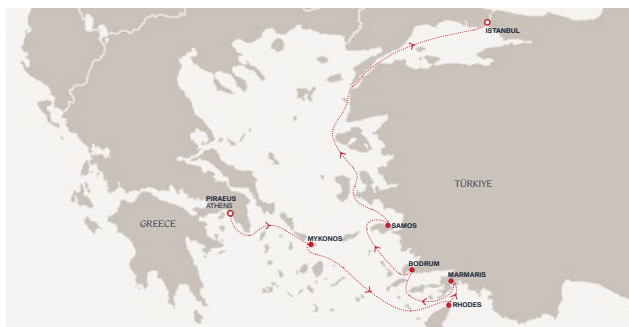 ISTANBUL
TÜRKIYE
PIRAEUS
ATHENS
GREECE
SAMOS
MYKONOS
BODRUM
MARMARIS
RHODES